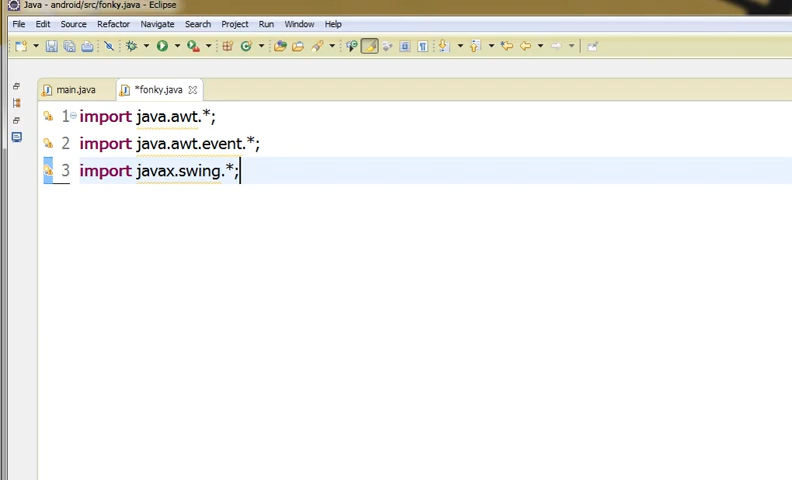 Java - android/src/fonky.java - Eclipse
File Edit Source Refactor Navigate Search Project Run Window Help
main.java *fonky.java
1 import java.awt.*;
2 import java.awt.event.*;
3 import javax.swing.*;